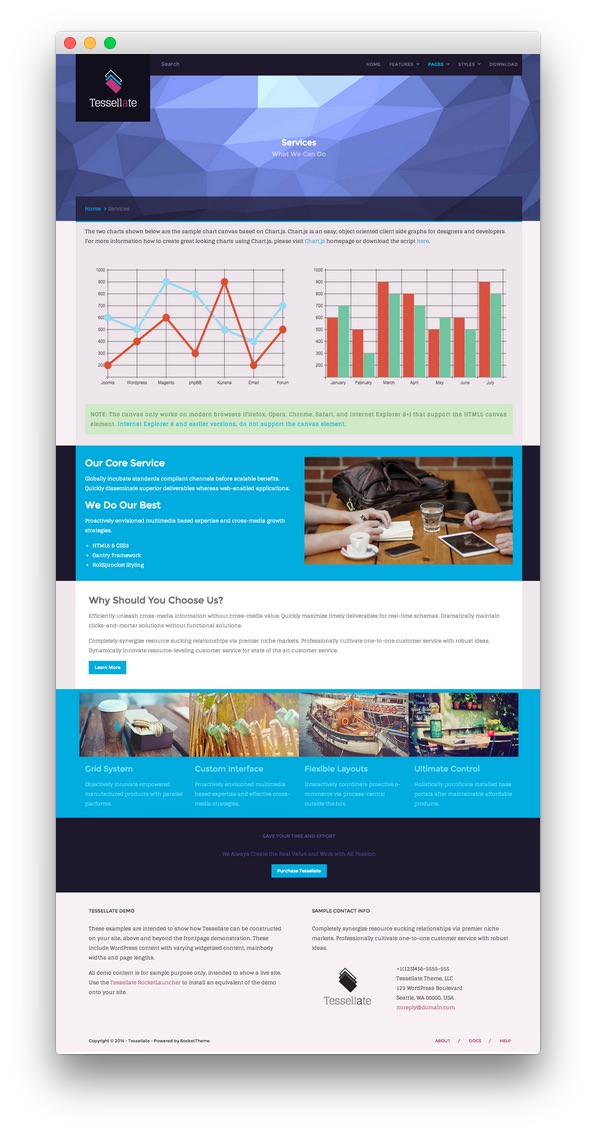 Search
HOME FEATURES PAGES STYLES DOWNLOAD
Tessellate
Services
What We Can Do
Home > Services
The two charts shown below are the sample chart canvas based on Chart.js. Chart.js is an easy, object oriented client side graphs for designers and developers.
For more information how to create great looking charts using Chart.js, please visit Chart.js homepage or download the script here.
1000
900
800
700
600
500
400
300
200
Joomla Wordpress Magento phpBB Kunena Email Forum
1000
900
800
700
600
500
400
300
200
January February March April May June July
NOTE: The canvas only works on modern browsers (Firefox, Opera, Chrome, Safari, and Internet Explorer 9+) that support the HTML5 canvas
element. Internet Explorer 8 and earlier versions, do not support the canvas element.
Our Core Service
Globally incubate standards compliant channels before scalable benefits.
Quickly disseminate superior deliverables whereas web-enabled applications.
We Do Our Best
Proactively envisioned multimedia based expertise and cross-media growth
strategies.
• HTML5 & CSS3
• Gantry Framework
• RokSprocket Styling
Why Should You Choose Us?
Efficiently unleash cross-media information without cross-media value. Quickly maximize timely deliverables for real-time schemas. Dramatically maintain
clicks-and-mortar solutions without functional solutions.
Completely synergize resource sucking relationships via premier niche markets. Professionally cultivate one-to-one customer service with robust ideas.
Dynamically innovate resource-leveling customer service for state of the art customer service.
Learn More
Grid System
Objectively innovate empowered
manufactured products with parallel
platforms.
Custom Interface
Proactively envisioned multimedia
based expertise and effective cross-
media strategies.
Flexible Layouts
Interactively coordinate proactive e-
commerce via process-centric
outside the box.
Ultimate Control
Holistically pontificate installed base
portals after maintainable affordable
products.
SAVE YOUR TIME AND EFFORT
We Always Create the Real Value and Work with All Passion
Purchase Tessellate
TESSELLATE DEMO
These examples are intended to show how Tessellate can be constructed
on your site, above and beyond the frontpage demonstration. These
include WordPress content with varying widgetized content, mainbody
widths and page lengths.
All demo content is for sample purpose only, intended to show a live site.
Use the Tessellate RocketLauncher to install an equivalent of the demo
onto your site.
SAMPLE CONTACT INFO
Completely synergize resource sucking relationships via premier niche
markets. Professionally cultivate one-to-one customer service with robust
ideas.
Tessellate
+1(123)456-5555-555
Tessellate Theme, LLC
123 WordPress Boulevard
Seattle, WA 00000, USA
noreply@domain.com
Copyright © 2014 - Tessellate - Powered by RocketTheme
ABOUT / DOCS / HELP